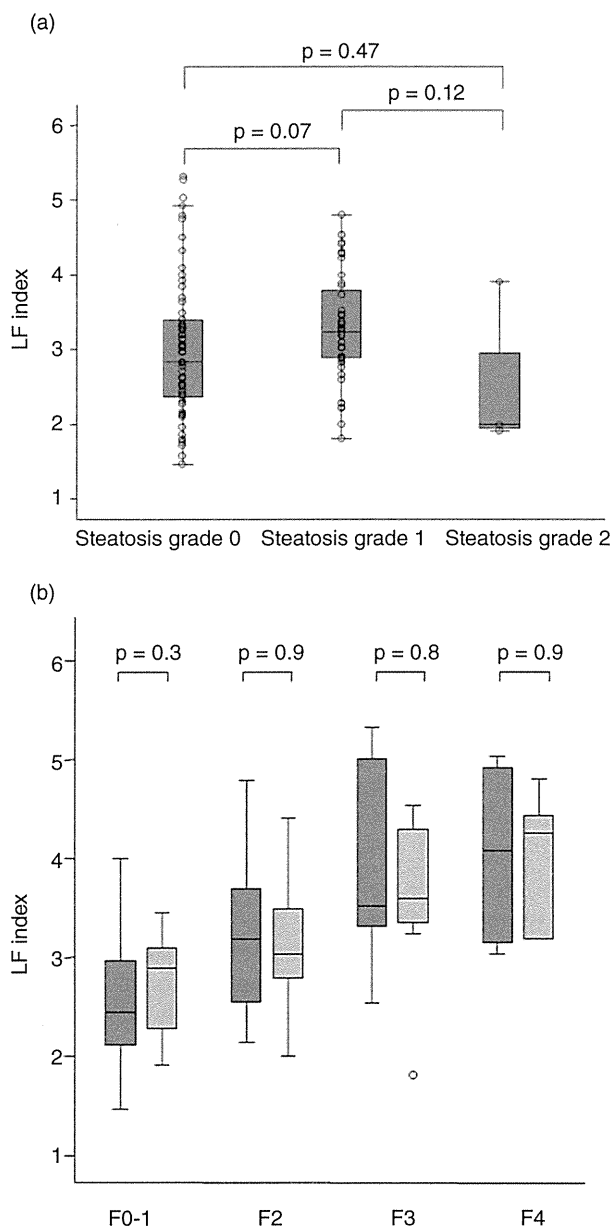 (a)
p = 0.47
p = 0.12
p = 0.07
6
5
4
3
2
1
LF index
Steatosis grade 0 Steatosis grade 1 Steatosis grade 2
(b)
p = 0.3 p = 0.9 p = 0.8 p = 0.9
6
5
4
3
2
1
LF index
F0-1 F2 F3 F4